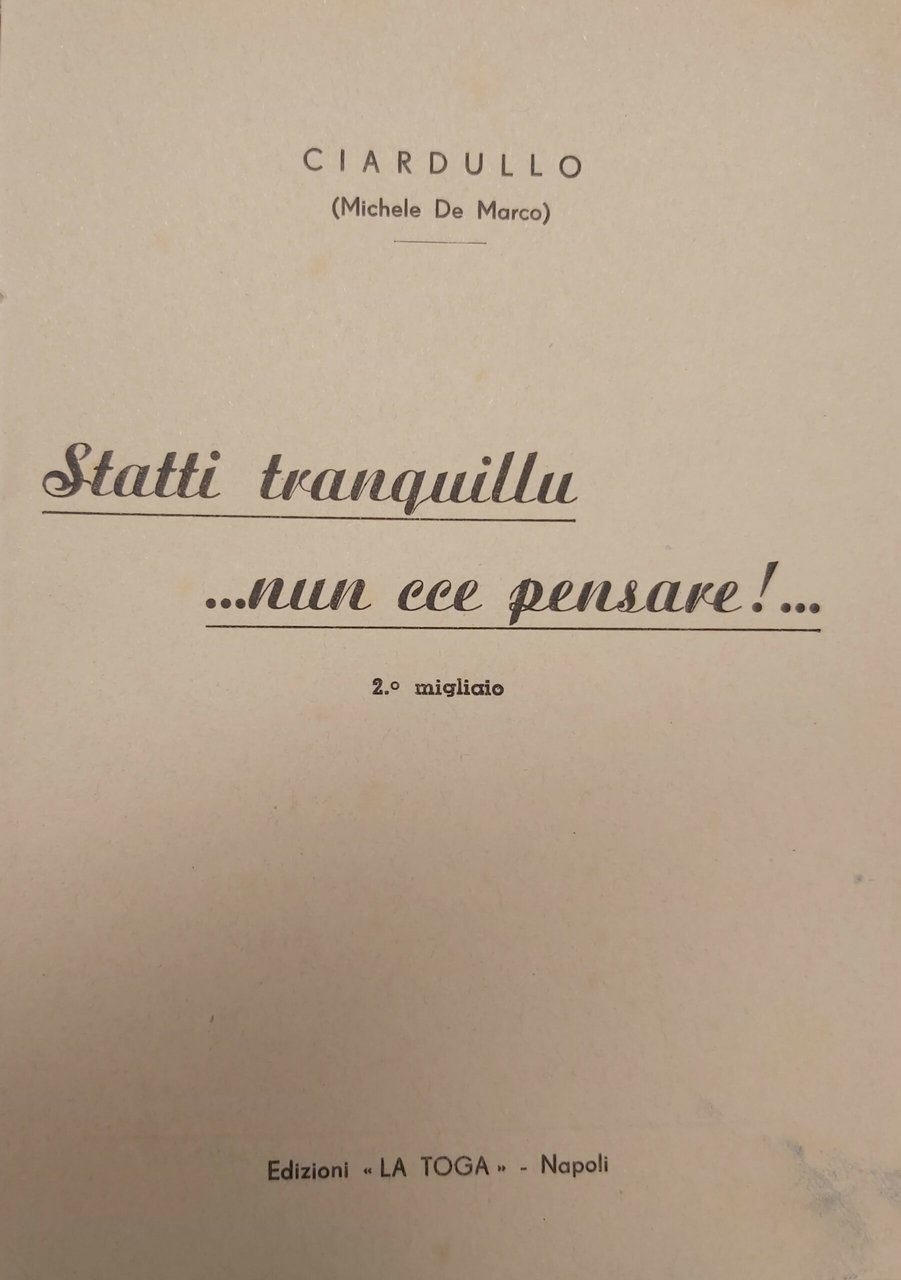 CIARDULLO
(Michele De Marco)
Statti tranquillu
...nun cce pensare!...
2.º migliaio
Edizioni « LA TOGA » - Napoli